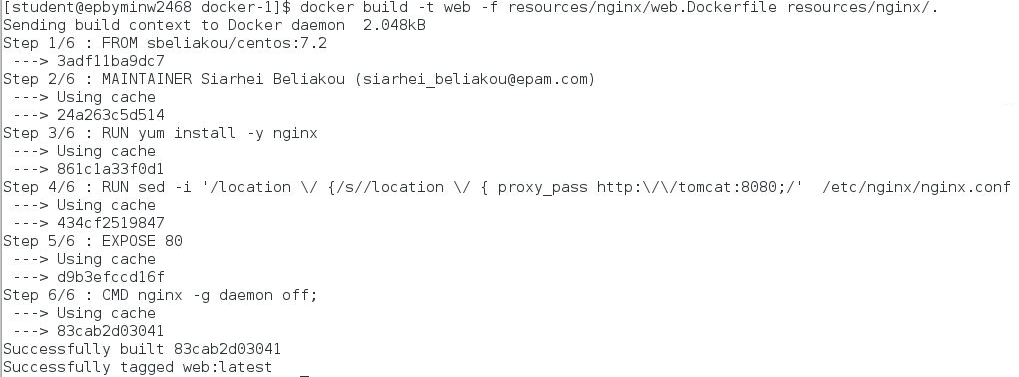 [student@epbyminw2468 docker-1]$ docker build -t web -f resources/nginx/web.Dockerfile resources/nginx/.
Sending build context to Docker daemon  2.048kB
Step 1/6 : FROM sbeliakou/centos:7.2
 ---> 3adf11ba9dc7
Step 2/6 : MAINTAINER Siarhei Beliakou (siarhei_beliakou@epam.com)
 ---> Using cache
 ---> 24a263c5d514
Step 3/6 : RUN yum install -y nginx
 ---> Using cache
 ---> 861c1a33f0d1
Step 4/6 : RUN sed -i '/location \/ {/s//location \/ { proxy_pass http:\/\/tomcat:8080;/'  /etc/nginx/nginx.conf
 ---> Using cache
 ---> 434cf2519847
Step 5/6 : EXPOSE 80
 ---> Using cache
 ---> d9b3efccd16f
Step 6/6 : CMD nginx -g daemon off;
 ---> Using cache
 ---> 83cab2d03041
Successfully built 83cab2d03041
Successfully tagged web:latest